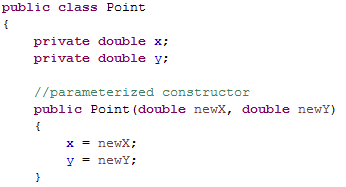 public class Point
{
    private double x;
    private double y;

    //parameterized constructor
    public Point(double newX, double newY)
    {
        x = newX;
        y = newY;
    }